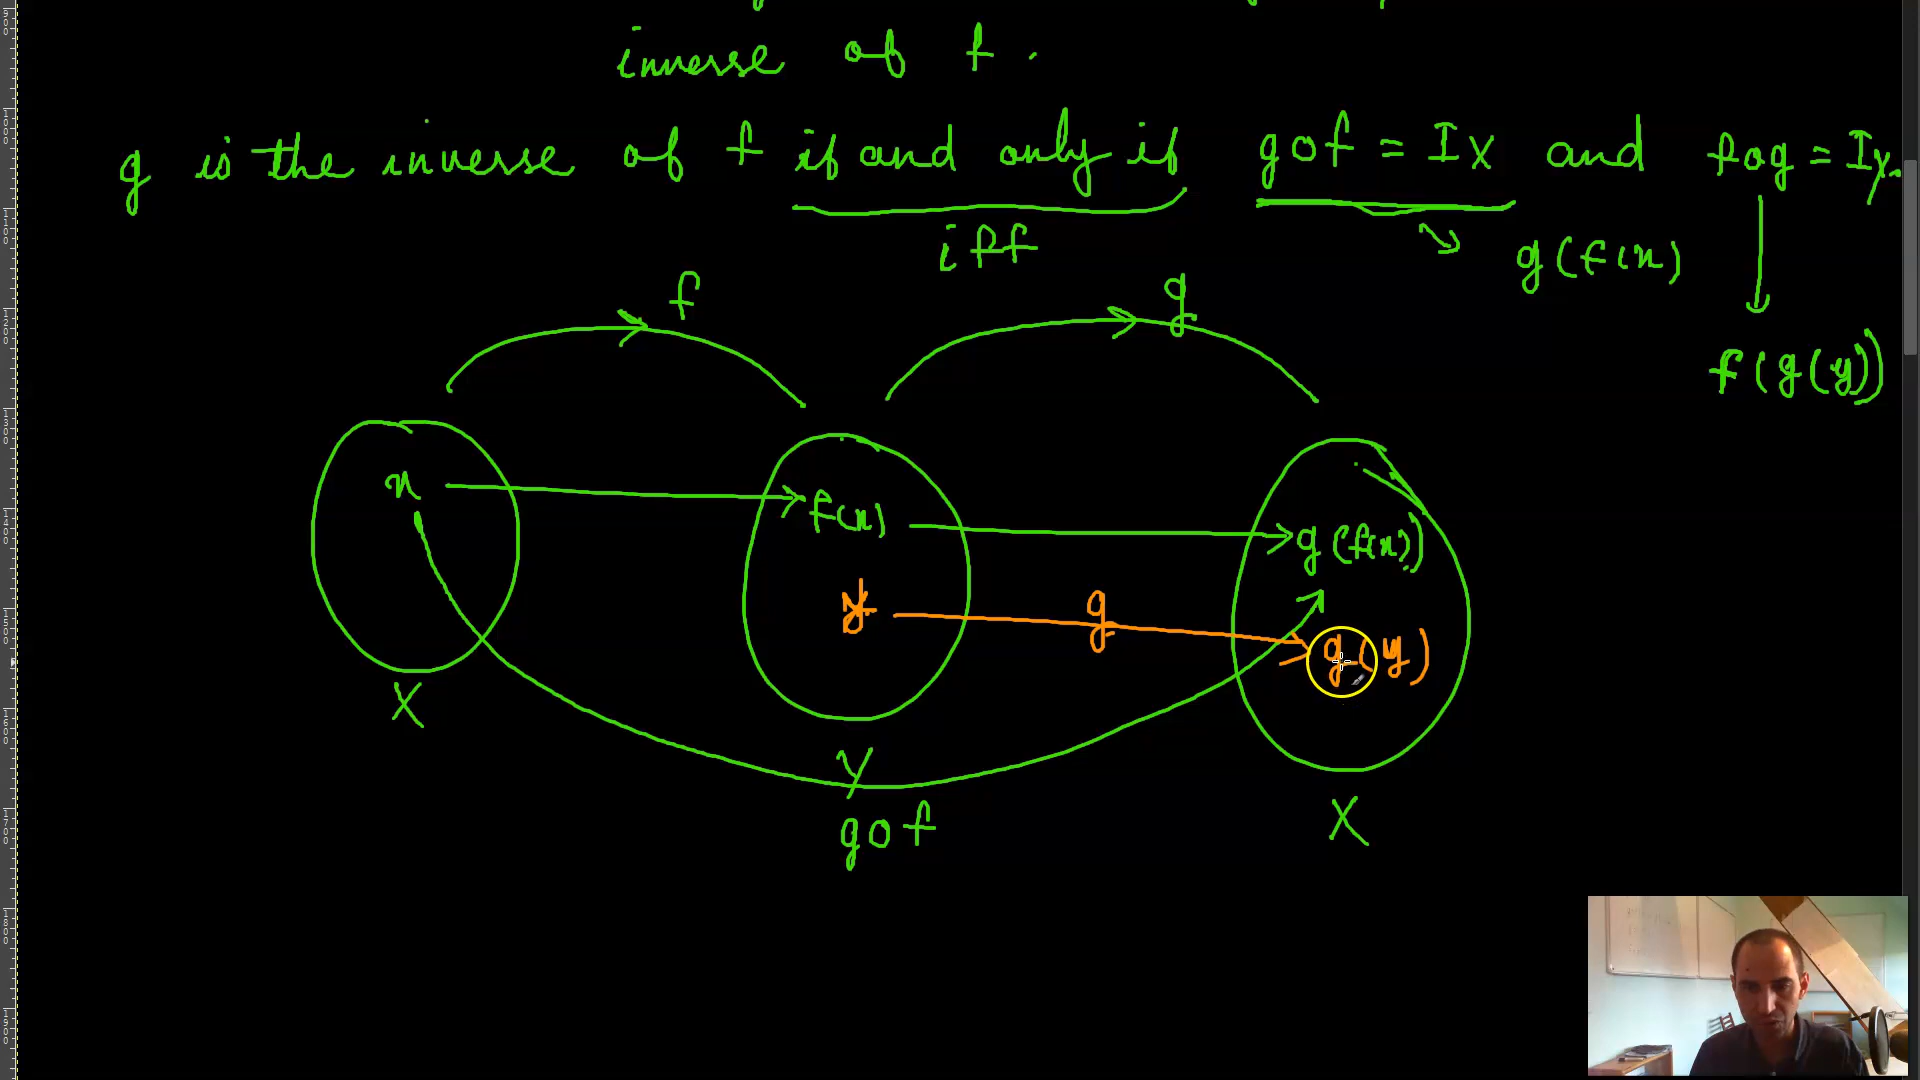 inverse of f.
g is the inverse of f if and only if gof = IX and fog = Iy.
iff
g(f(x)
f g
f(g(y))
x f(x) g(f(x))
y g g(y)
X Y X
gof